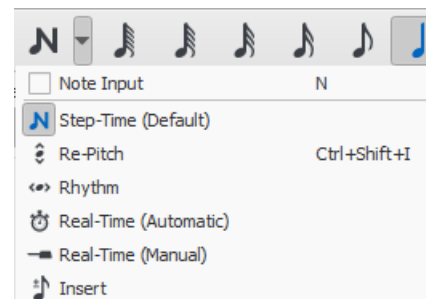 Note Input N
Step-Time (Default)
Re-Pitch Ctrl+Shift+I
Rhythm
Real-Time (Automatic)
Real-Time (Manual)
Insert